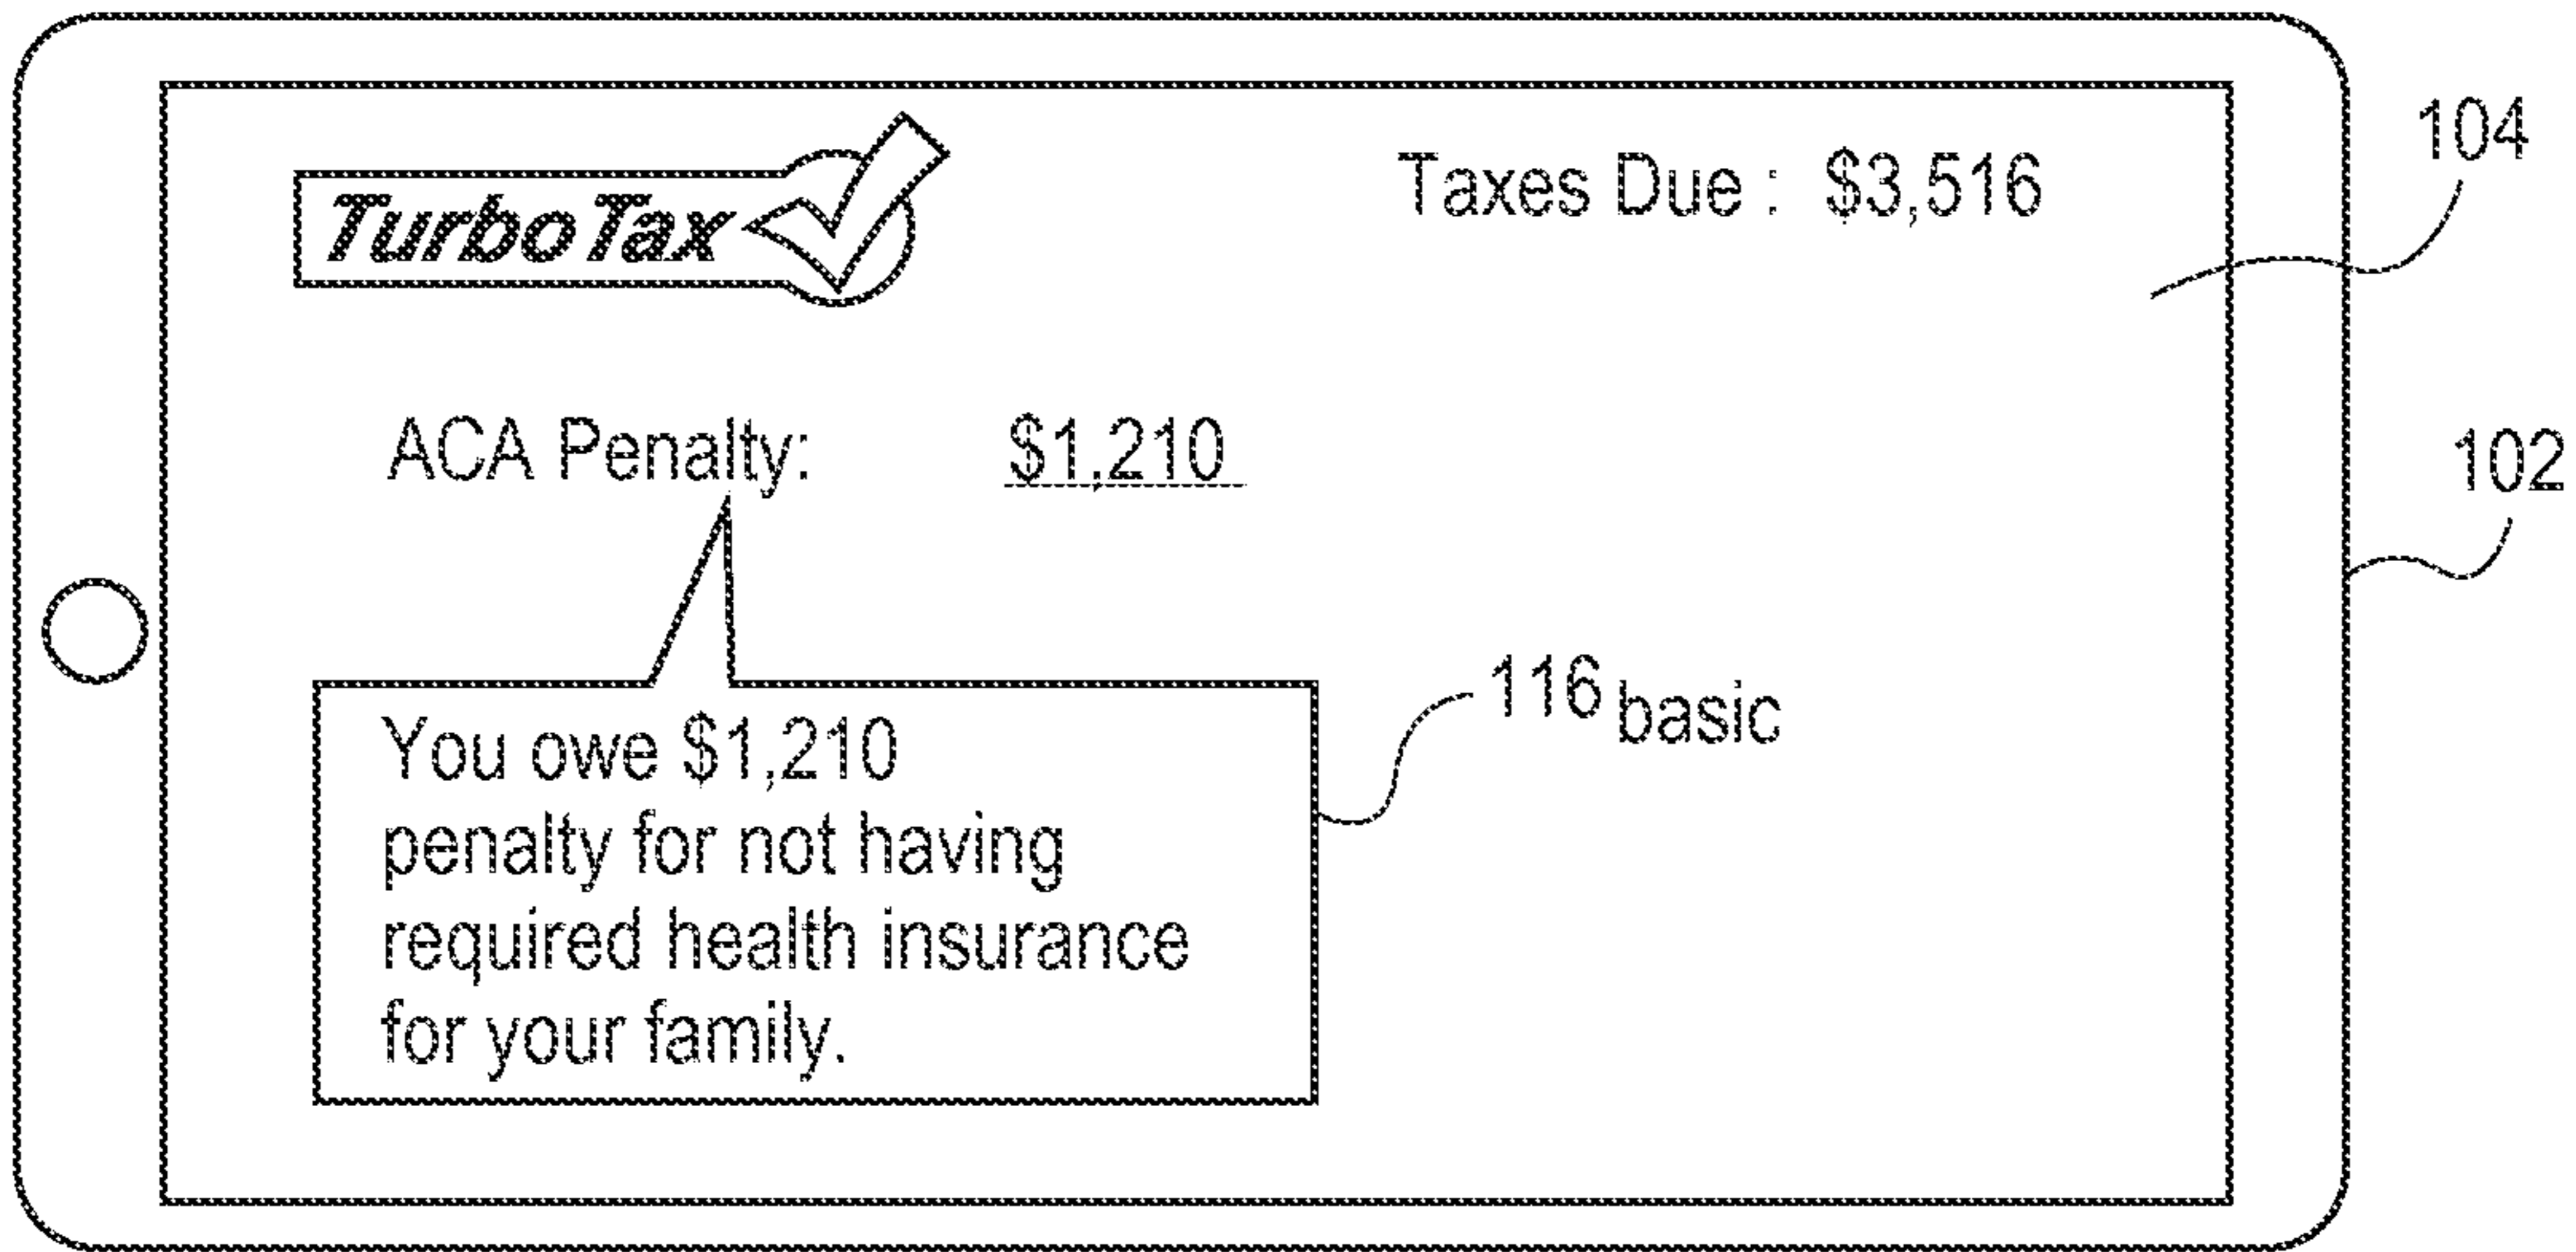 TurboTax
Taxes Due : $3,516
104
ACA Penalty: $1,210
102
116 basic
You owe $1,210
penalty for not having
required health insurance
for your family.